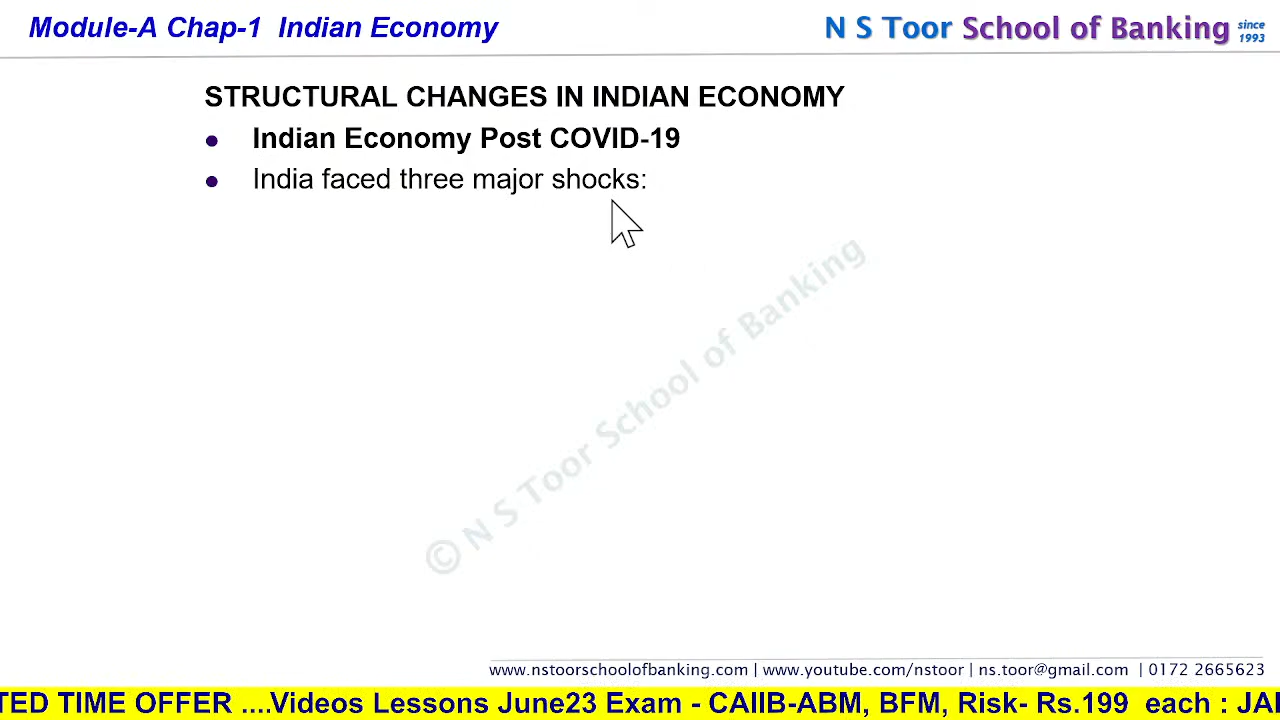 Module-A Chap-1 Indian Economy
N S Toor School of Banking since 1993
STRUCTURAL CHANGES IN INDIAN ECONOMY
Indian Economy Post COVID-19
India faced three major shocks:
© N S Toor School of Banking
www.nstoorschoolofbanking.com | www.youtube.com/nstoor | ns.toor@gmail.com | 0172 2665623
TED TIME OFFER ....Videos Lessons June23 Exam - CAIIB-ABM, BFM, Risk- Rs.199 each : JAI